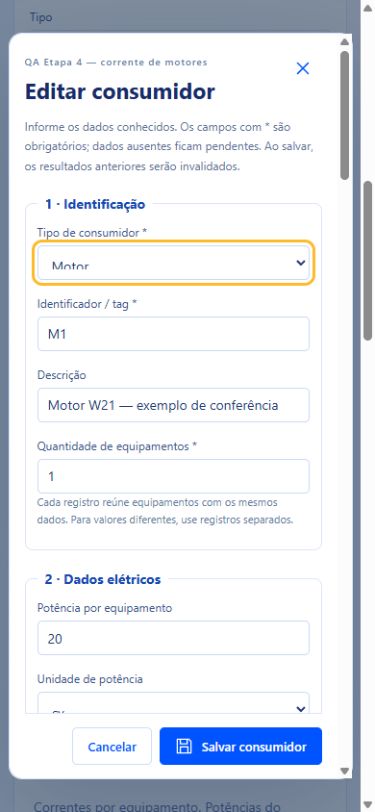 Tipo
QA Etapa 4 — corrente de motores
Editar consumidor
Informe os dados conhecidos. Os campos com * são
obrigatórios; dados ausentes ficam pendentes. Ao salvar,
os resultados anteriores serão invalidados.
1 · Identificação
Tipo de consumidor *
Motor
Identificador / tag *
M1
Descrição
Motor W21 — exemplo de conferência
Quantidade de equipamentos *
1
Cada registro reúne equipamentos com os mesmos
dados. Para valores diferentes, use registros separados.
2 · Dados elétricos
Potência por equipamento
20
Unidade de potência
Cancelar
Salvar consumidor
Correntes por equipamento. Potências do